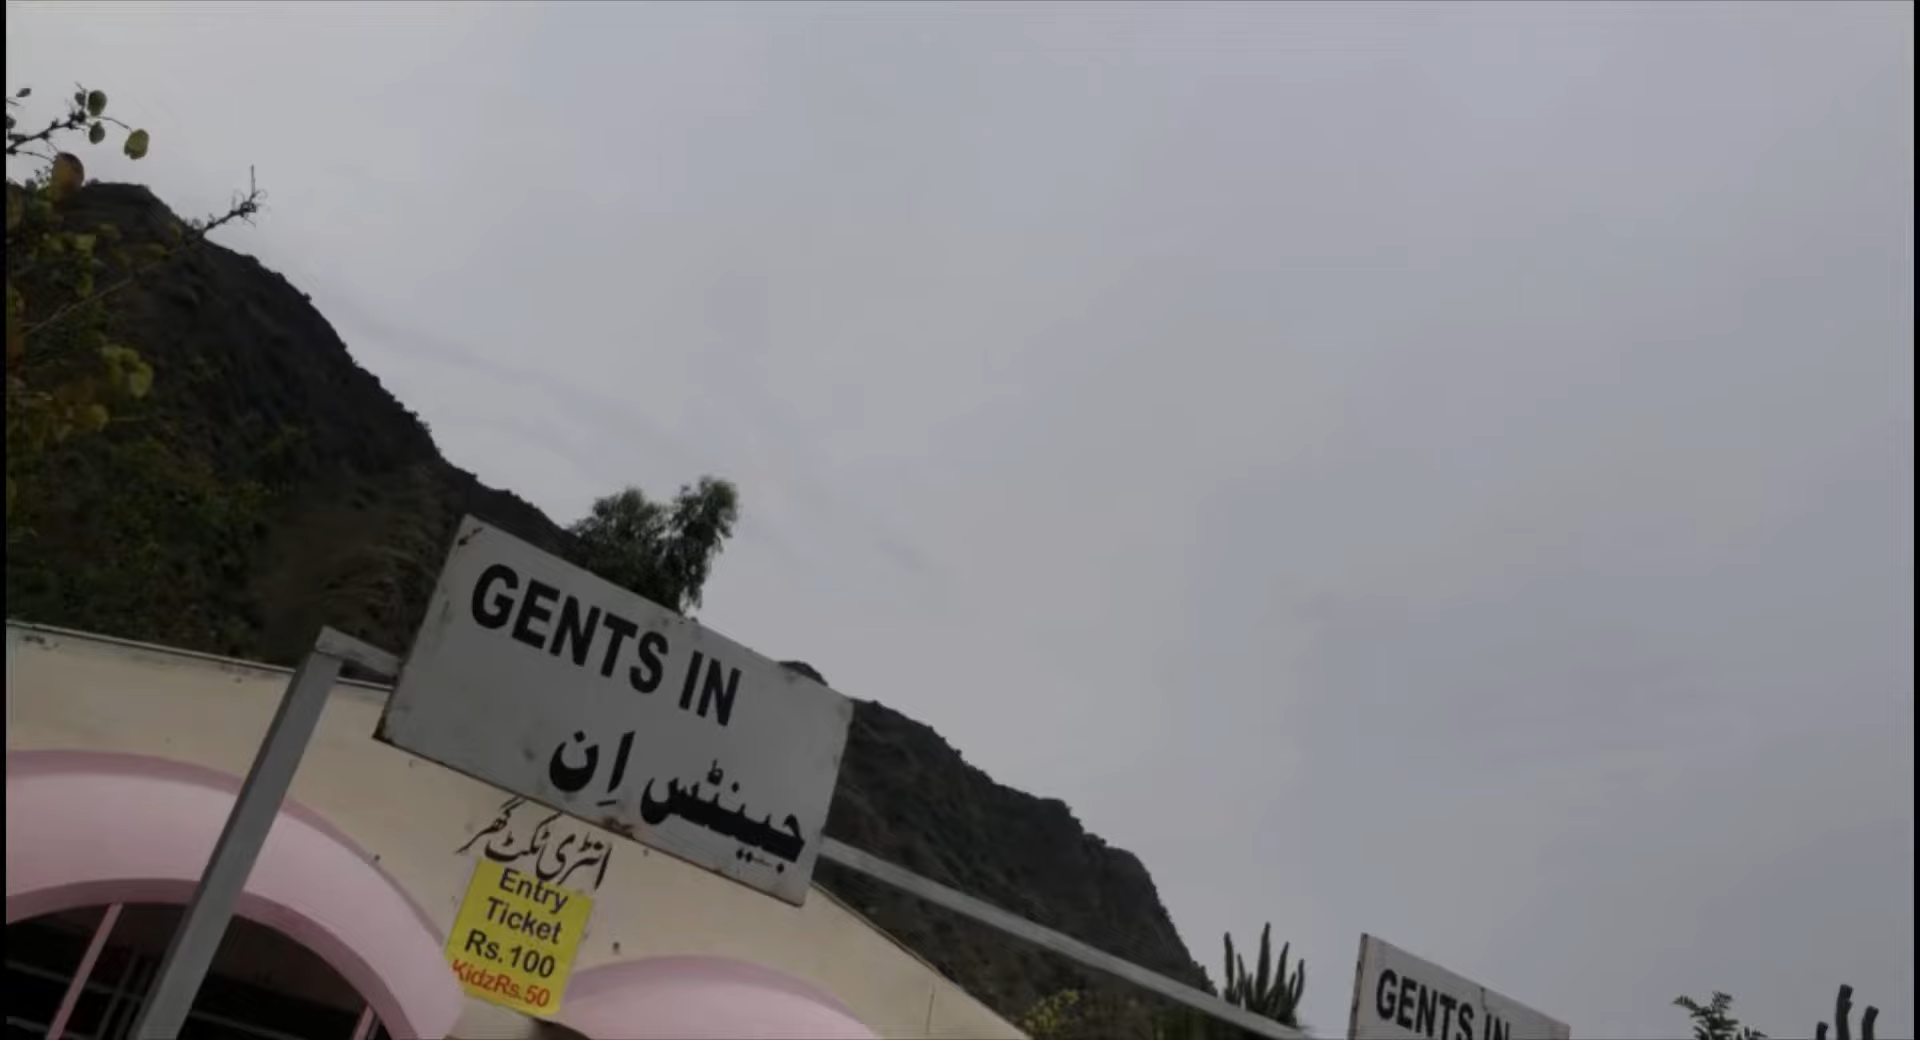 GENTS IN
جینٹس اِن
انٹری ٹکٹ گھر
Entry
Ticket
Rs.100
KidzRs.50
GENTS IN